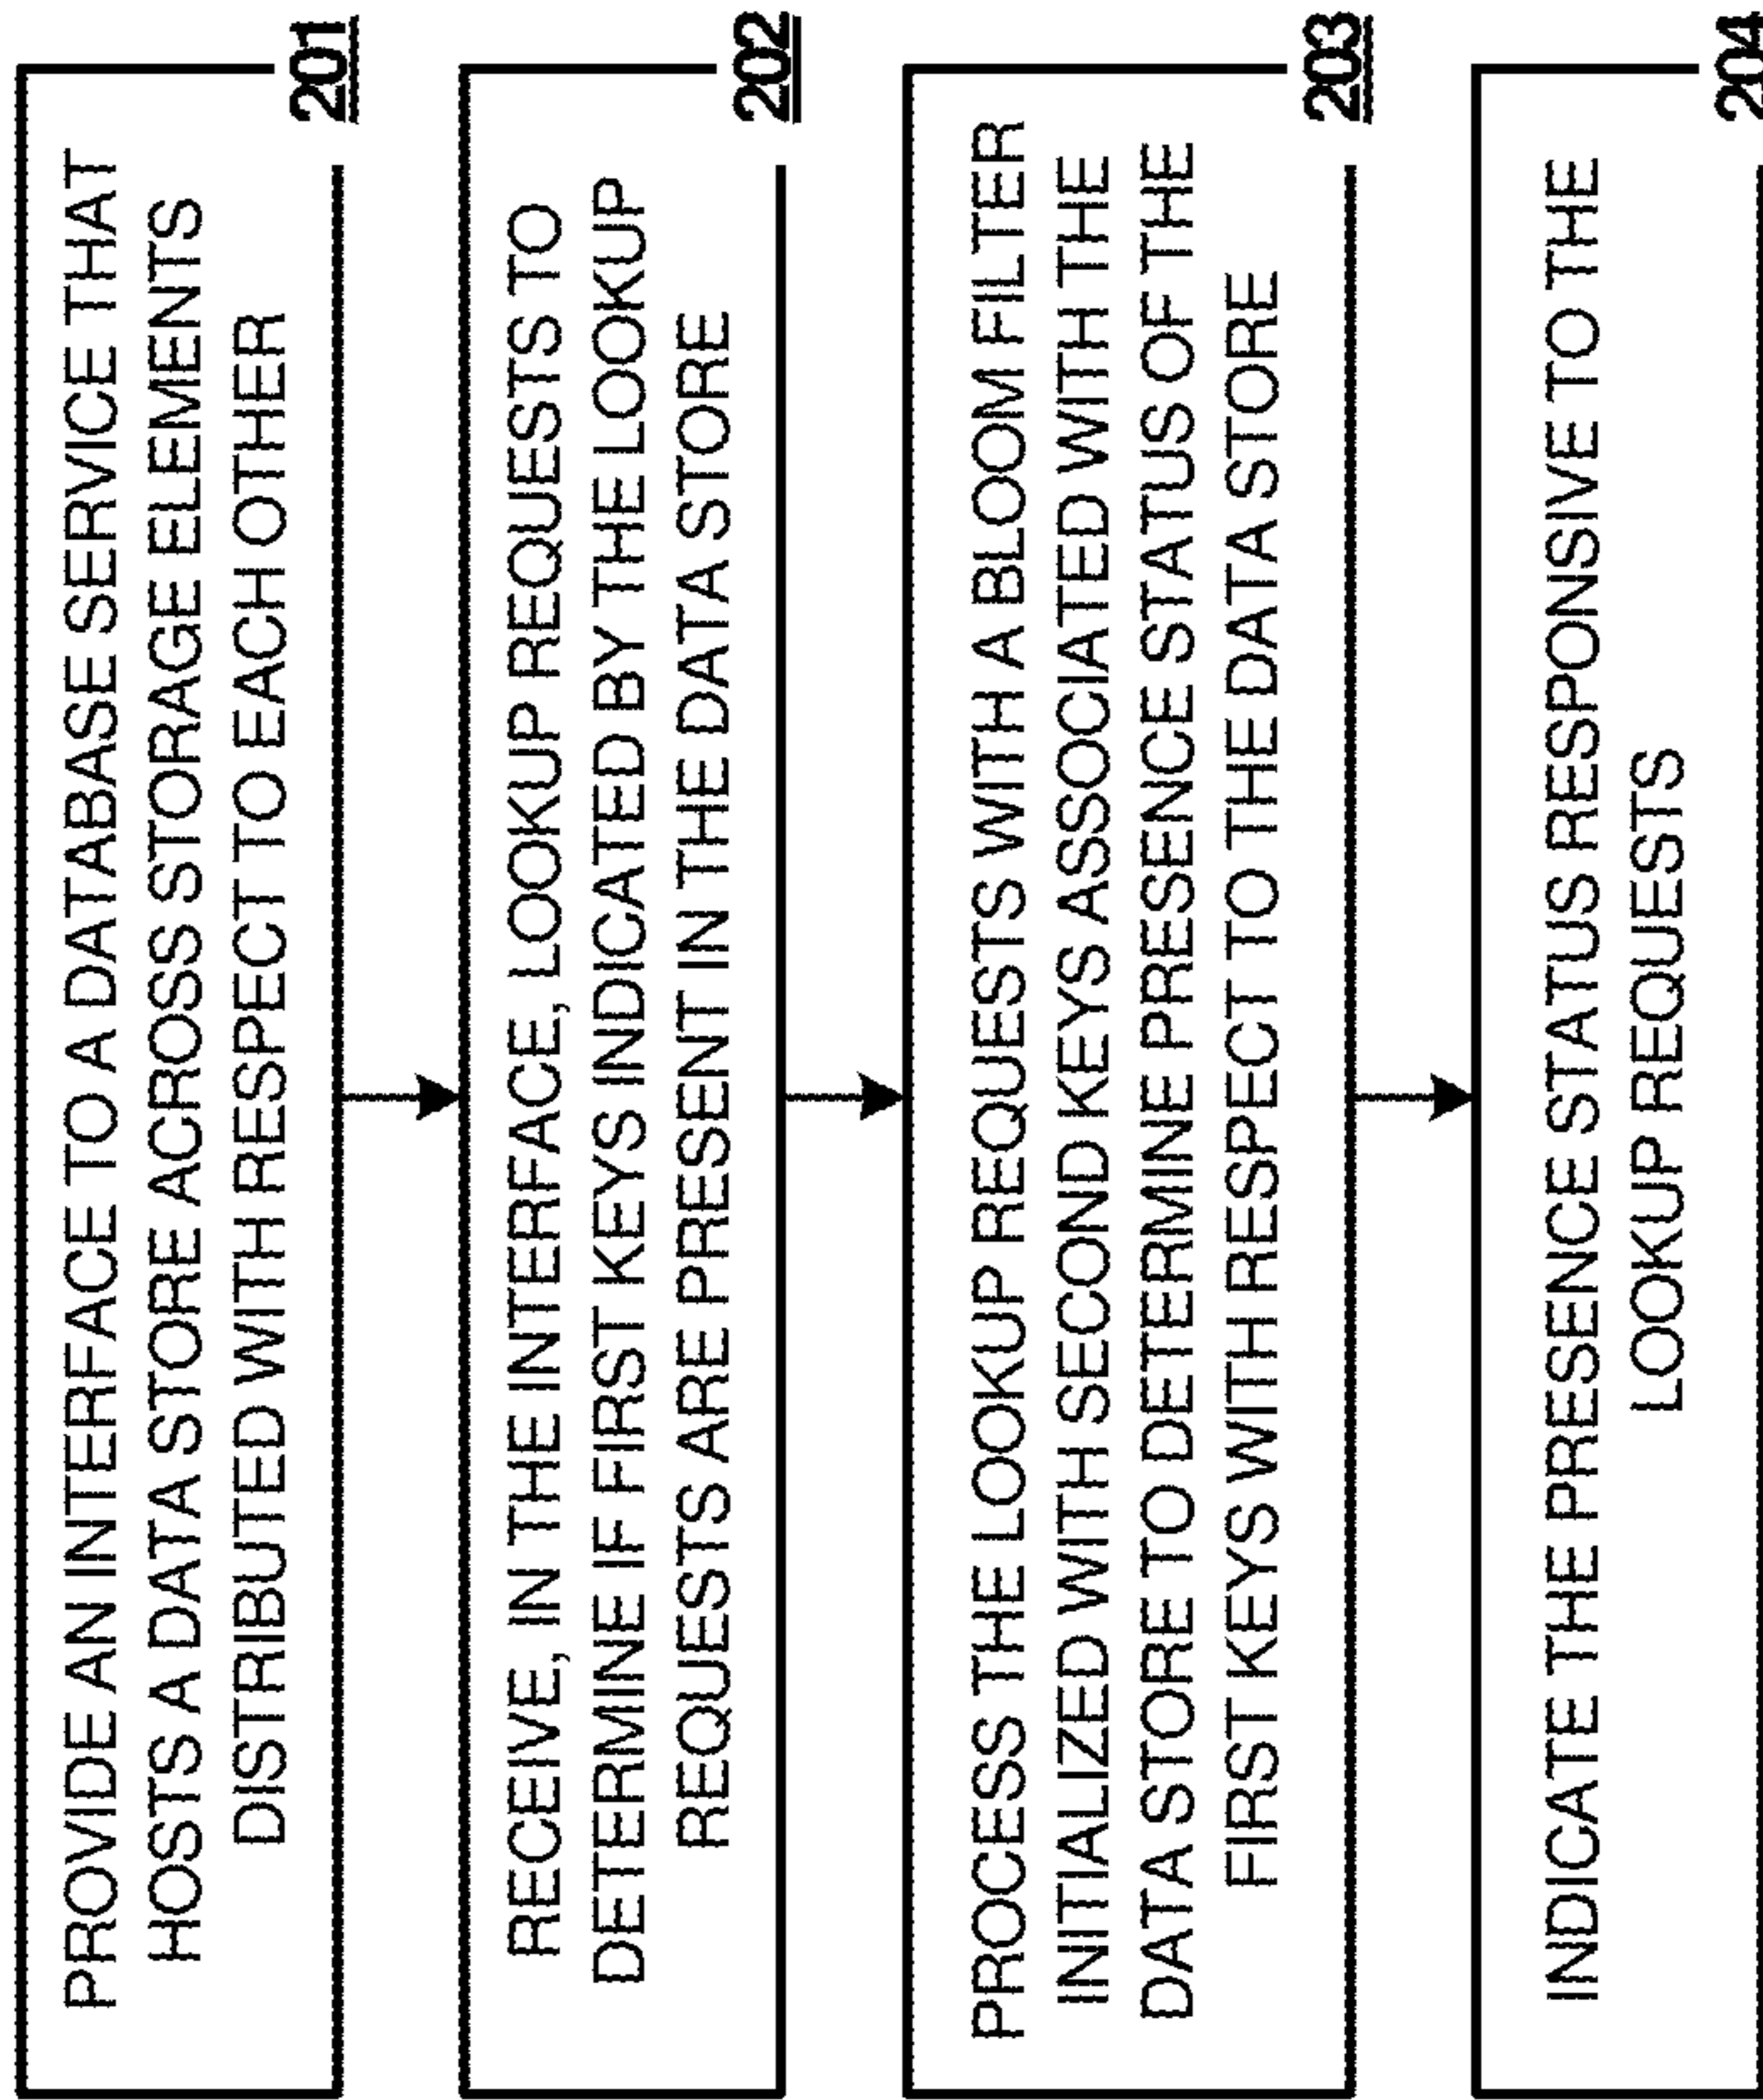 PROVIDE AN INTERFACE TO A DATABASE SERVICE THAT
HOSTS A DATA STORE ACROSS STORAGE ELEMENTS
DISTRIBUTED WITH RESPECT TO EACH OTHER
201
RECEIVE, IN THE INTERFACE, LOOKUP REQUESTS TO
DETERMINE IF FIRST KEYS INDICATED BY THE LOOKUP
REQUESTS ARE PRESENT IN THE DATA STORE
202
PROCESS THE LOOKUP REQUESTS WITH A BLOOM FILTER
INITIALIZED WITH SECOND KEYS ASSOCIATED WITH THE
DATA STORE TO DETERMINE PRESENCE STATUS OF THE
FIRST KEYS WITH RESPECT TO THE DATA STORE
203
INDICATE THE PRESENCE STATUS RESPONSIVE TO THE
LOOKUP REQUESTS
204